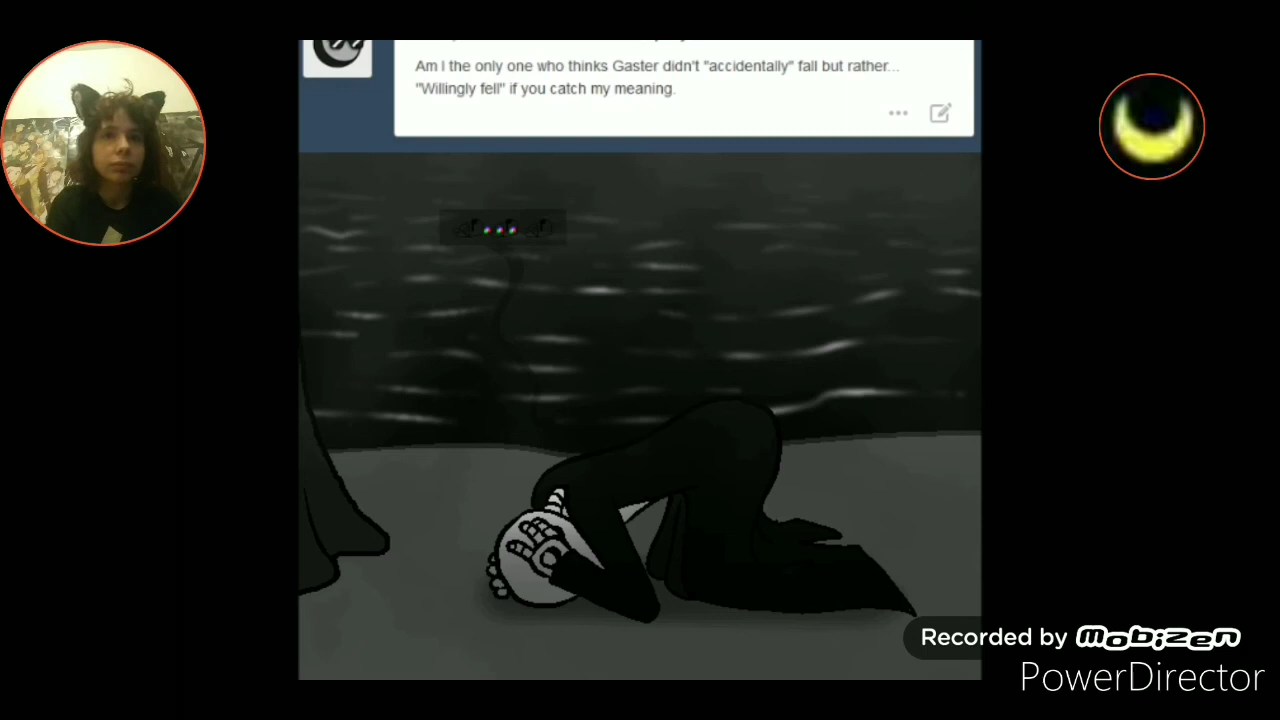 Am I the only one who thinks Gaster didn't "accidentally" fall but rather...
"Willingly fell" if you catch my meaning.
Recorded by mobizen
PowerDirector